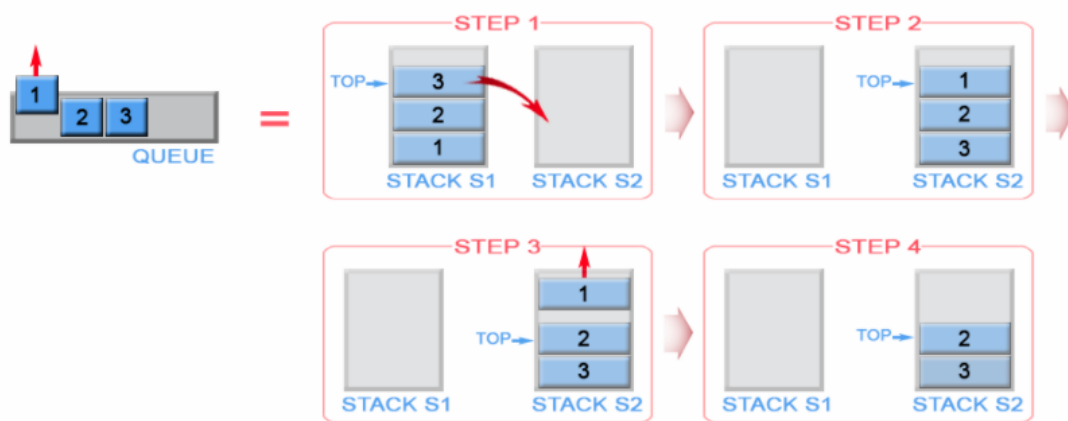 1
2 3
QUEUE
=
STEP 1
TOP 3
2
1
STACK S1 STACK S2
STEP 2
TOP 1
2
3
STACK S1 STACK S2
STEP 3
1
TOP 2
3
STACK S1 STACK S2
STEP 4
TOP 2
3
STACK S1 STACK S2